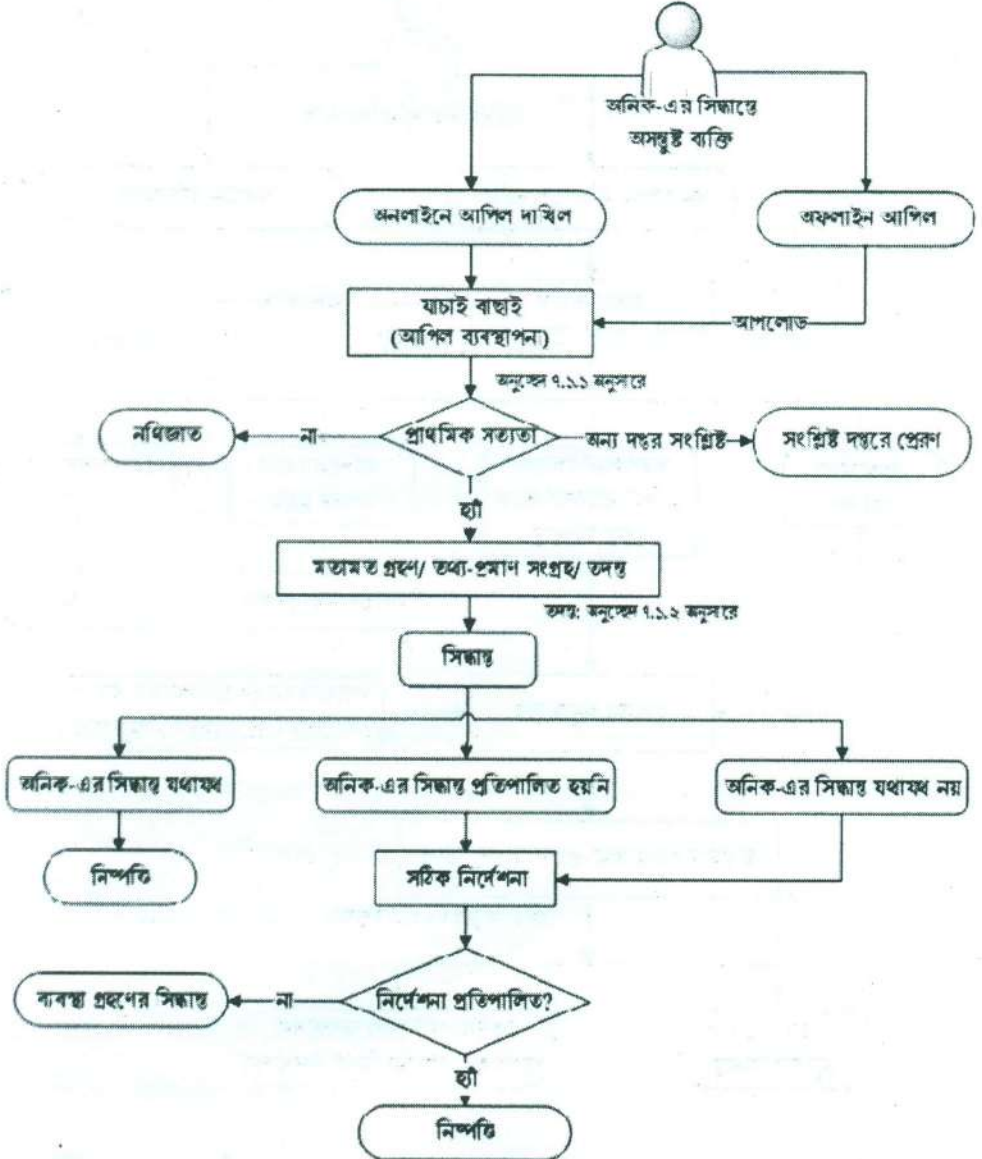 অনিক-এর সিদ্ধান্তে
অসন্তুষ্ট ব্যক্তি
অনলাইনে আপিল দাখিল
অফলাইন আপিল
যাচাই বাছাই
(আপিল ব্যবস্থাপনা)
আপলোড
অনুচ্ছেদ ৭.১.১ অনুসারে
নথিজাত
না
প্রাথমিক সত্যতা
অন্য দপ্তর সংশ্লিষ্ট
সংশ্লিষ্ট দপ্তরে প্রেরণ
হ্যাঁ
মতামত গ্রহণ/ তথ্য-প্রমাণ সংগ্রহ/ তদন্ত
তদন্ত: অনুচ্ছেদ ৭.১.২ অনুসারে
সিদ্ধান্ত
অনিক-এর সিদ্ধান্ত যথাযথ
অনিক-এর সিদ্ধান্ত প্রতিপালিত হয়নি
অনিক-এর সিদ্ধান্ত যথাযথ নয়
নিষ্পত্তি
সঠিক নির্দেশনা
ব্যবস্থা গ্রহণের সিদ্ধান্ত
না
নির্দেশনা প্রতিপালিত?
হ্যাঁ
নিষ্পত্তি